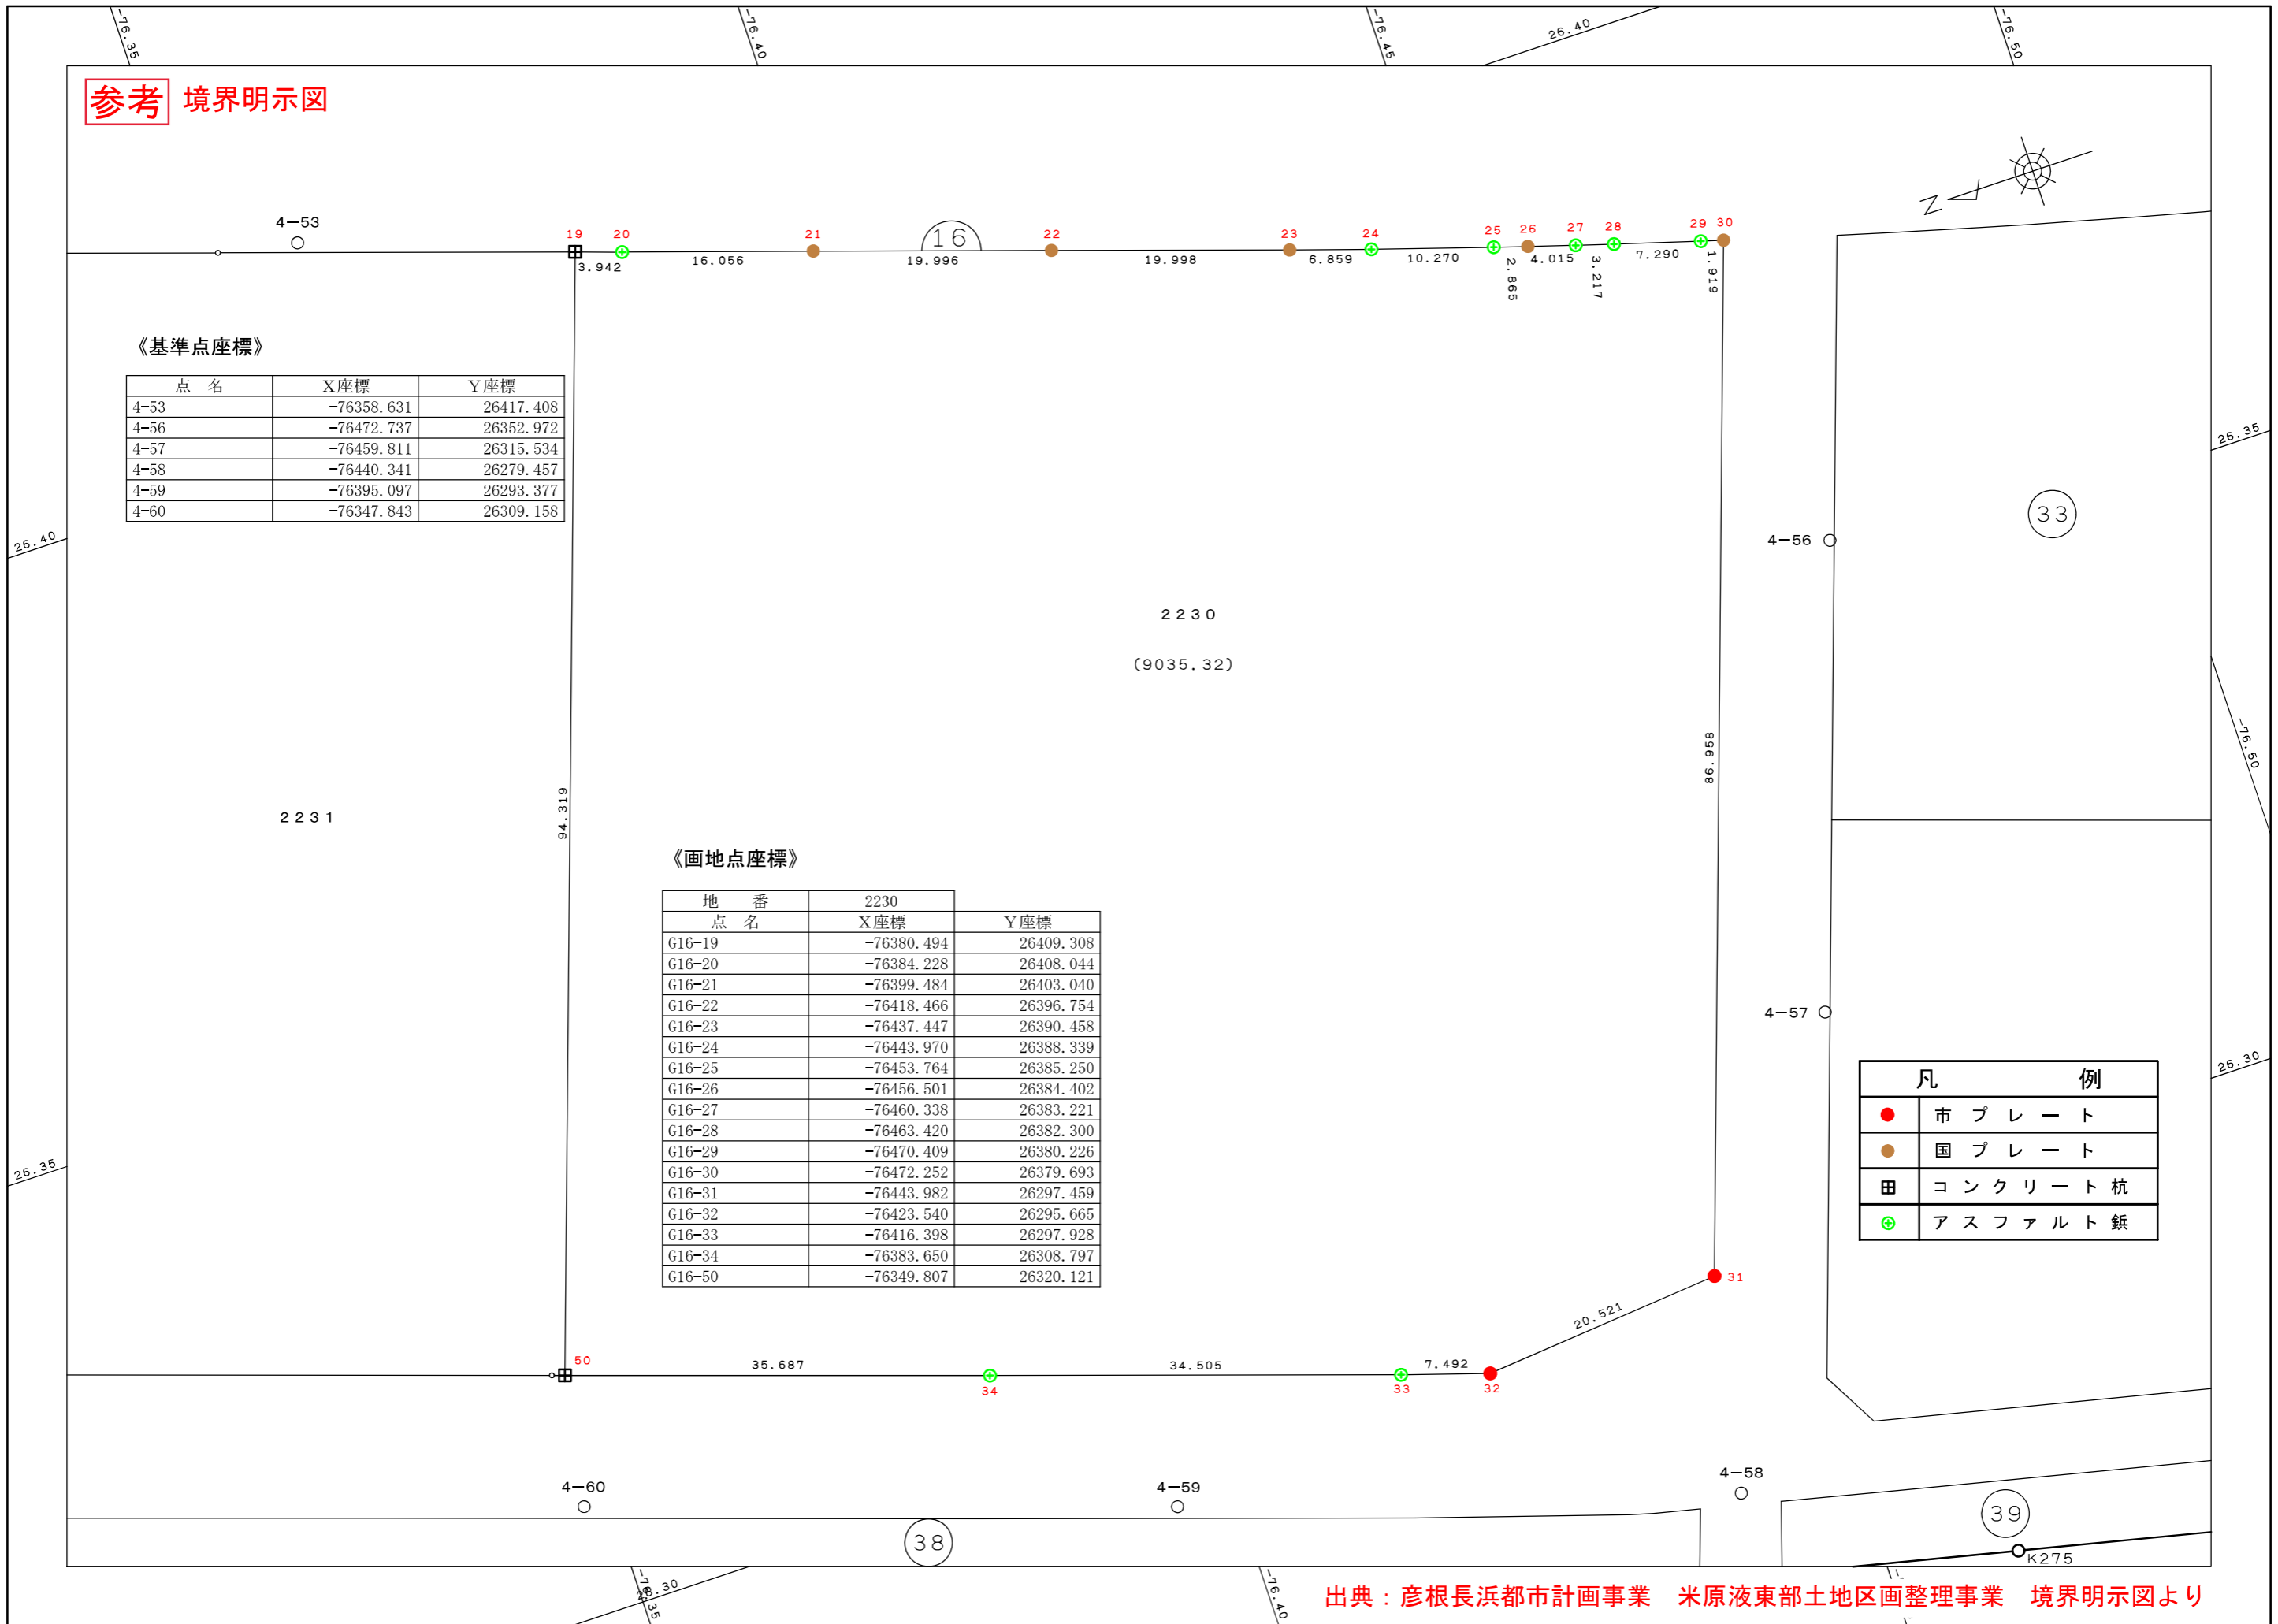 -76.35
-76.40
-76.45
26.40
-76.50
参考 境界明示図
N
4-53
19 20 21 16 22 23 24 25 26 27 28 29 30
3.942 16.056 19.996 19.998 6.859 10.270 2.865 4.015 3.217 7.290 1.919
《基準点座標》
点 名 X座標 Y座標
4-53 -76358.631 26417.408
4-56 -76472.737 26352.972
4-57 -76459.811 26315.534
4-58 -76440.341 26279.457
4-59 -76395.097 26293.377
4-60 -76347.843 26309.158
26.35
26.40
33
4-56
2230
(9035.32)
86.958
-76.50
94.319
2231
《画地点座標》
地 番 2230
点 名 X座標 Y座標
G16-19 -76380.494 26409.308
G16-20 -76384.228 26408.044
G16-21 -76399.484 26403.040
G16-22 -76418.466 26396.754
G16-23 -76437.447 26390.458
G16-24 -76443.970 26388.339
G16-25 -76453.764 26385.250
G16-26 -76456.501 26384.402
G16-27 -76460.338 26383.221
G16-28 -76463.420 26382.300
G16-29 -76470.409 26380.226
G16-30 -76472.252 26379.693
G16-31 -76443.982 26297.459
G16-32 -76423.540 26295.665
G16-33 -76416.398 26297.928
G16-34 -76383.650 26308.797
G16-50 -76349.807 26320.121
4-57
26.30
凡 例
市プレート
国プレート
コンクリート杭
アスファルト鋲
26.35
31
20.521
50 35.687 34.505 7.492
34 33 32
4-60 4-59 4-58
38
39
K275
-76.35
26.30
-76.40
出典：彦根長浜都市計画事業 米原液東部土地区画整理事業 境界明示図より